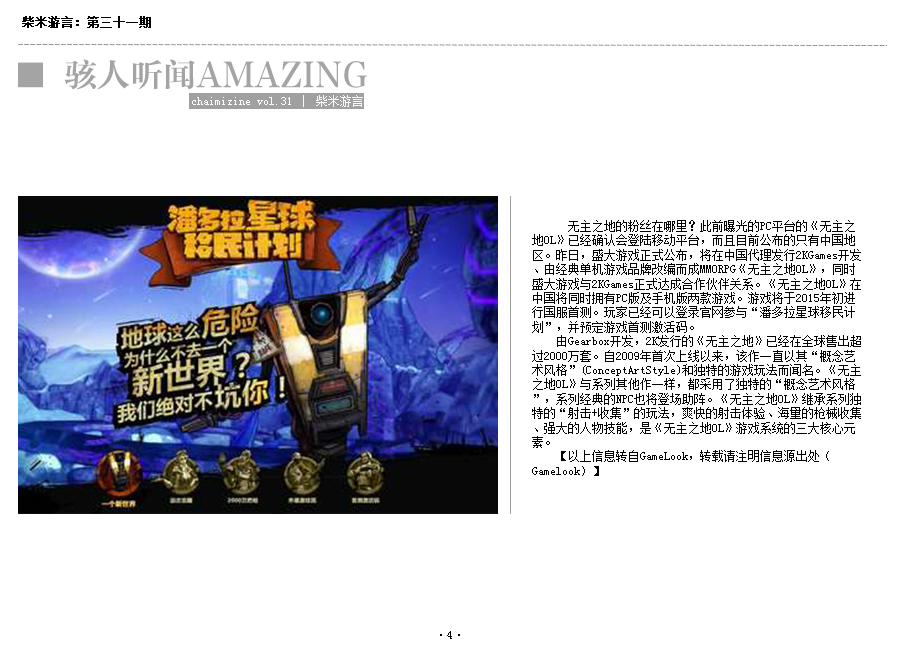 柴米游言：第三十一期
骇人听闻AMAZING
chaimizine vol.31 | 柴米游言
潘多拉星球
移民计划
地球这么危险
为什么不去一个
新世界？
我们绝对不坑你！
一个新世界
无主之地的粉丝在哪里？此前曝光的PC平台的《无主之
地OL》已经确认会登陆移动平台，而且目前公布的只有中国地
区。昨日，盛大游戏正式公布，将在中国代理发行2KGames开发
、由经典单机游戏品牌改编而成MMORPG《无主之地OL》，同时
盛大游戏与2KGames正式达成合作伙伴关系。《无主之地OL》在
中国将同时拥有PC版及手机版两款游戏。游戏将于2015年初进
行国服首测。玩家已经可以登录官网参与“潘多拉星球移民计
划”，并预定游戏首测激活码。
由Gearbox开发，2K发行的《无主之地》已经在全球售出超
过2000万套。自2009年首次上线以来，该作一直以其“概念艺
术风格”(ConceptArtStyle)和独特的游戏玩法而闻名。《无主
之地OL》与系列其他作一样，都采用了独特的“概念艺术风格
”，系列经典的NPC也将登场助阵。《无主之地OL》继承系列独
特的“射击+收集”的玩法，爽快的射击体验、海量的枪械收集
、强大的人物技能，是《无主之地OL》游戏系统的三大核心元
素。
【以上信息转自GameLook，转载请注明信息源出处（
Gamelook）】
·4·